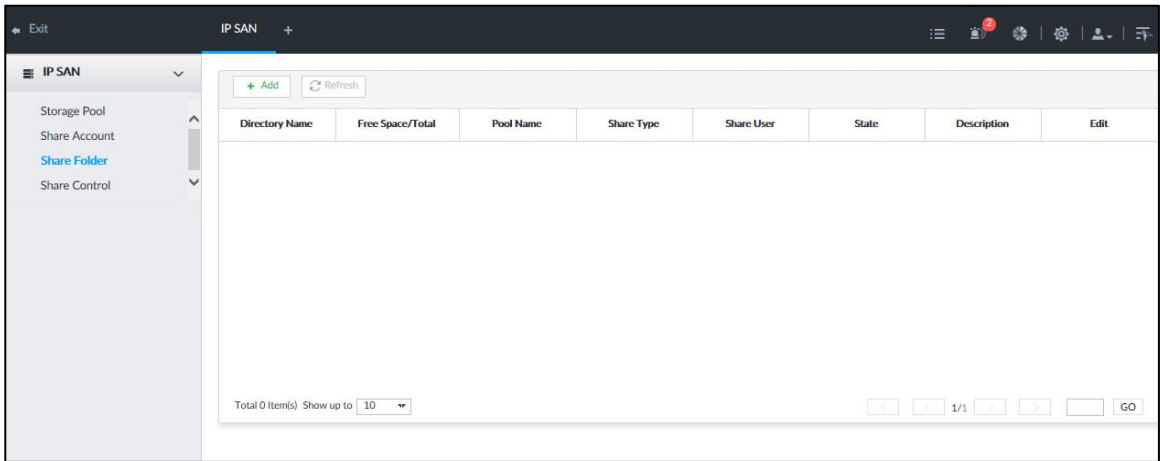 Exit
IP SAN +
2
IP SAN
Storage Pool
Share Account
Share Folder
Share Control
+ Add Refresh
Directory Name Free Space/Total Pool Name Share Type Share User State Description Edit
Total 0 Item(s) Show up to 10 1/1 GO